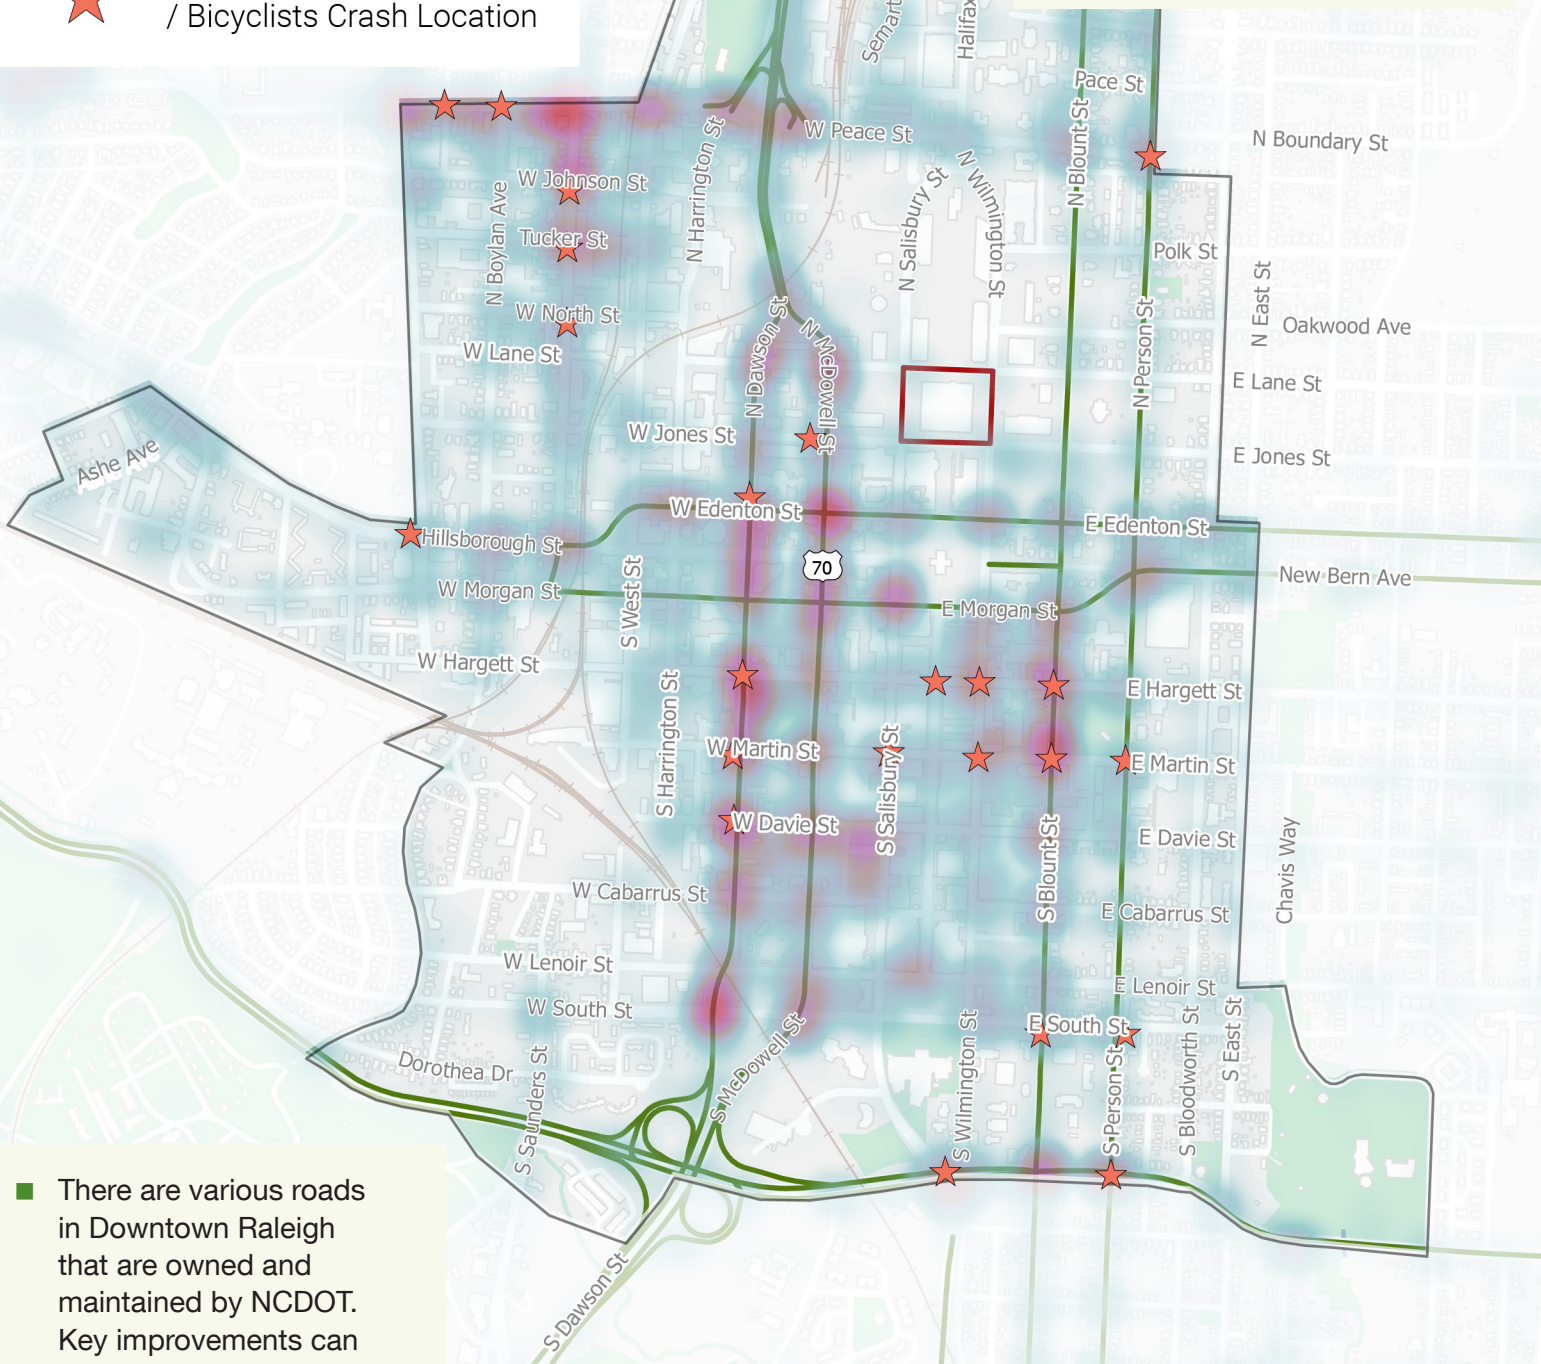 / Bicyclists Crash Location
Halifax
Pace St
W Peace St
N Boundary St
N Blount St
N Harrington St
W Johnson St
N Boylan Ave
Tucker St
N Salisbury St
N Wilmington St
Polk St
N East St
W North St
Oakwood Ave
W Lane St
N Dawson St
N McDowell St
N Person St
E Lane St
W Jones St
E Jones St
Ashe Ave
W Edenton St
E Edenton St
Hillsborough St
70
New Bern Ave
W Morgan St
S West St
E Morgan St
W Hargett St
E Hargett St
S Harrington St
W Martin St
S Salisbury St
E Martin St
W Davie St
E Davie St
S Blount St
Chavis Way
W Cabarrus St
E Cabarrus St
W Lenoir St
E Lenoir St
W South St
E South St
Dorothea Dr
S Saunders St
S McDowell St
S Wilmington St
S Person St
S Bloodworth St
S East St
S Dawson St
There are various roads
in Downtown Raleigh
that are owned and
maintained by NCDOT.
Key improvements can